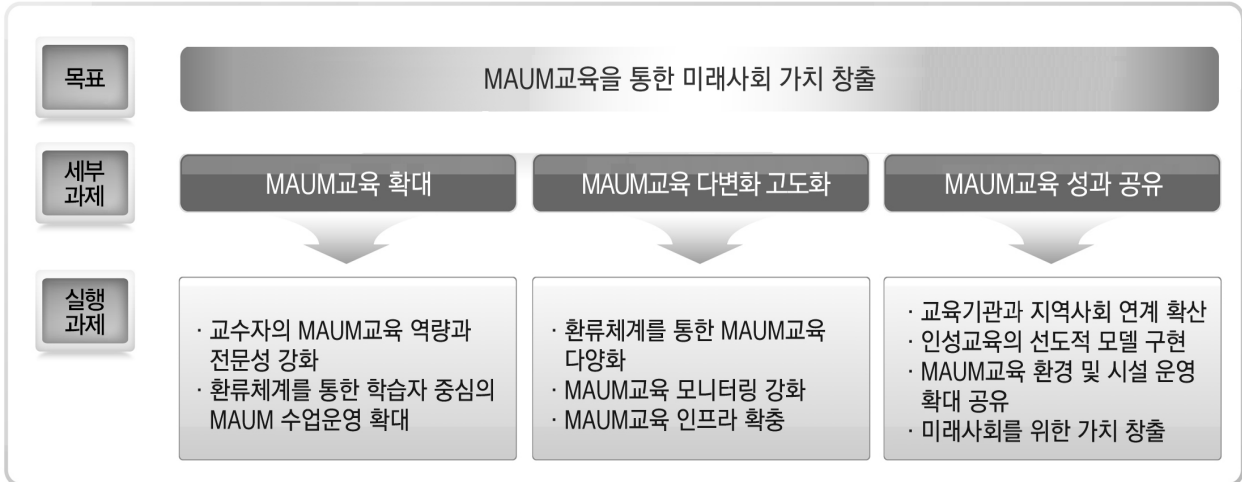 목표
MAUM교육을 통한 미래사회 가치 창출
세부
과제
MAUM교육 확대
MAUM교육 다변화 고도화
MAUM교육 성과 공유
실행
과제
· 교수자의 MAUM교육 역량과
전문성 강화
· 환류체계를 통한 학습자 중심의
MAUM 수업운영 확대
· 환류체계를 통한 MAUM교육
다양화
· MAUM교육 모니터링 강화
· MAUM교육 인프라 확충
· 교육기관과 지역사회 연계 확산
· 인성교육의 선도적 모델 구현
· MAUM교육 환경 및 시설 운영
확대 공유
· 미래사회를 위한 가치 창출